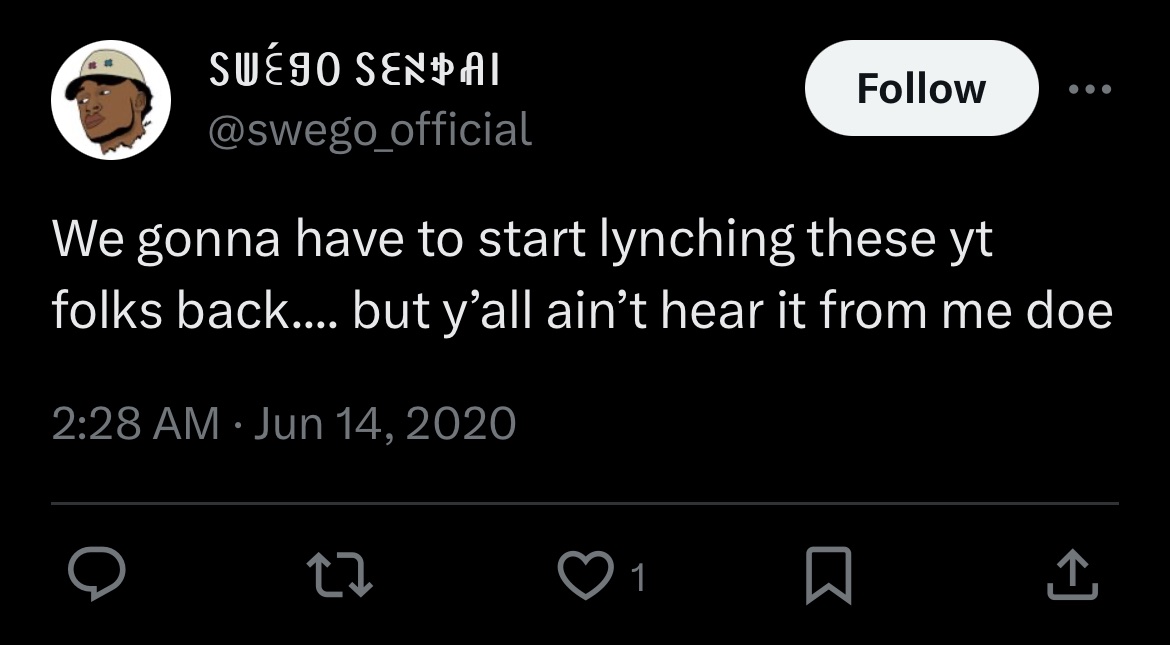 SWÉGO SENPAI
@swego_official
Follow
We gonna have to start lynching these yt
folks back.... but y’all ain’t hear it from me doe
2:28 AM · Jun 14, 2020
1